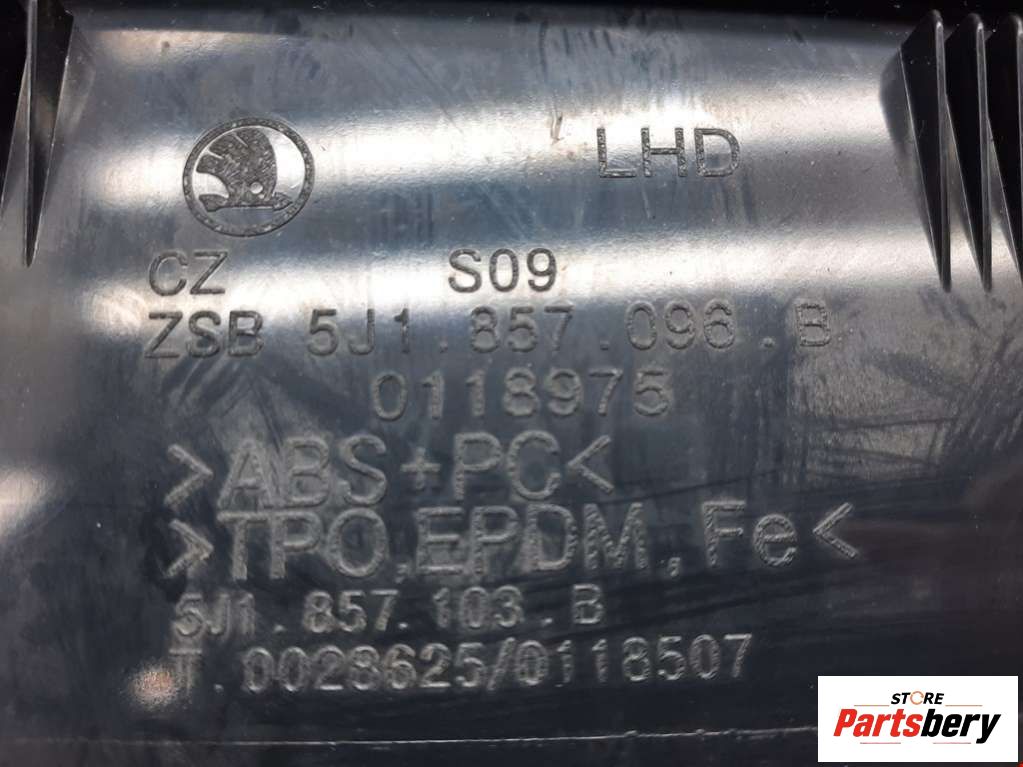 LHD
CZ S09
ZSB 5J1.857.096.B
0118975
>ABS+PC<
>TPO,EPDM,Fe<
5J1.857.103.B
T.0028625/0118507
STORE
Partsbery